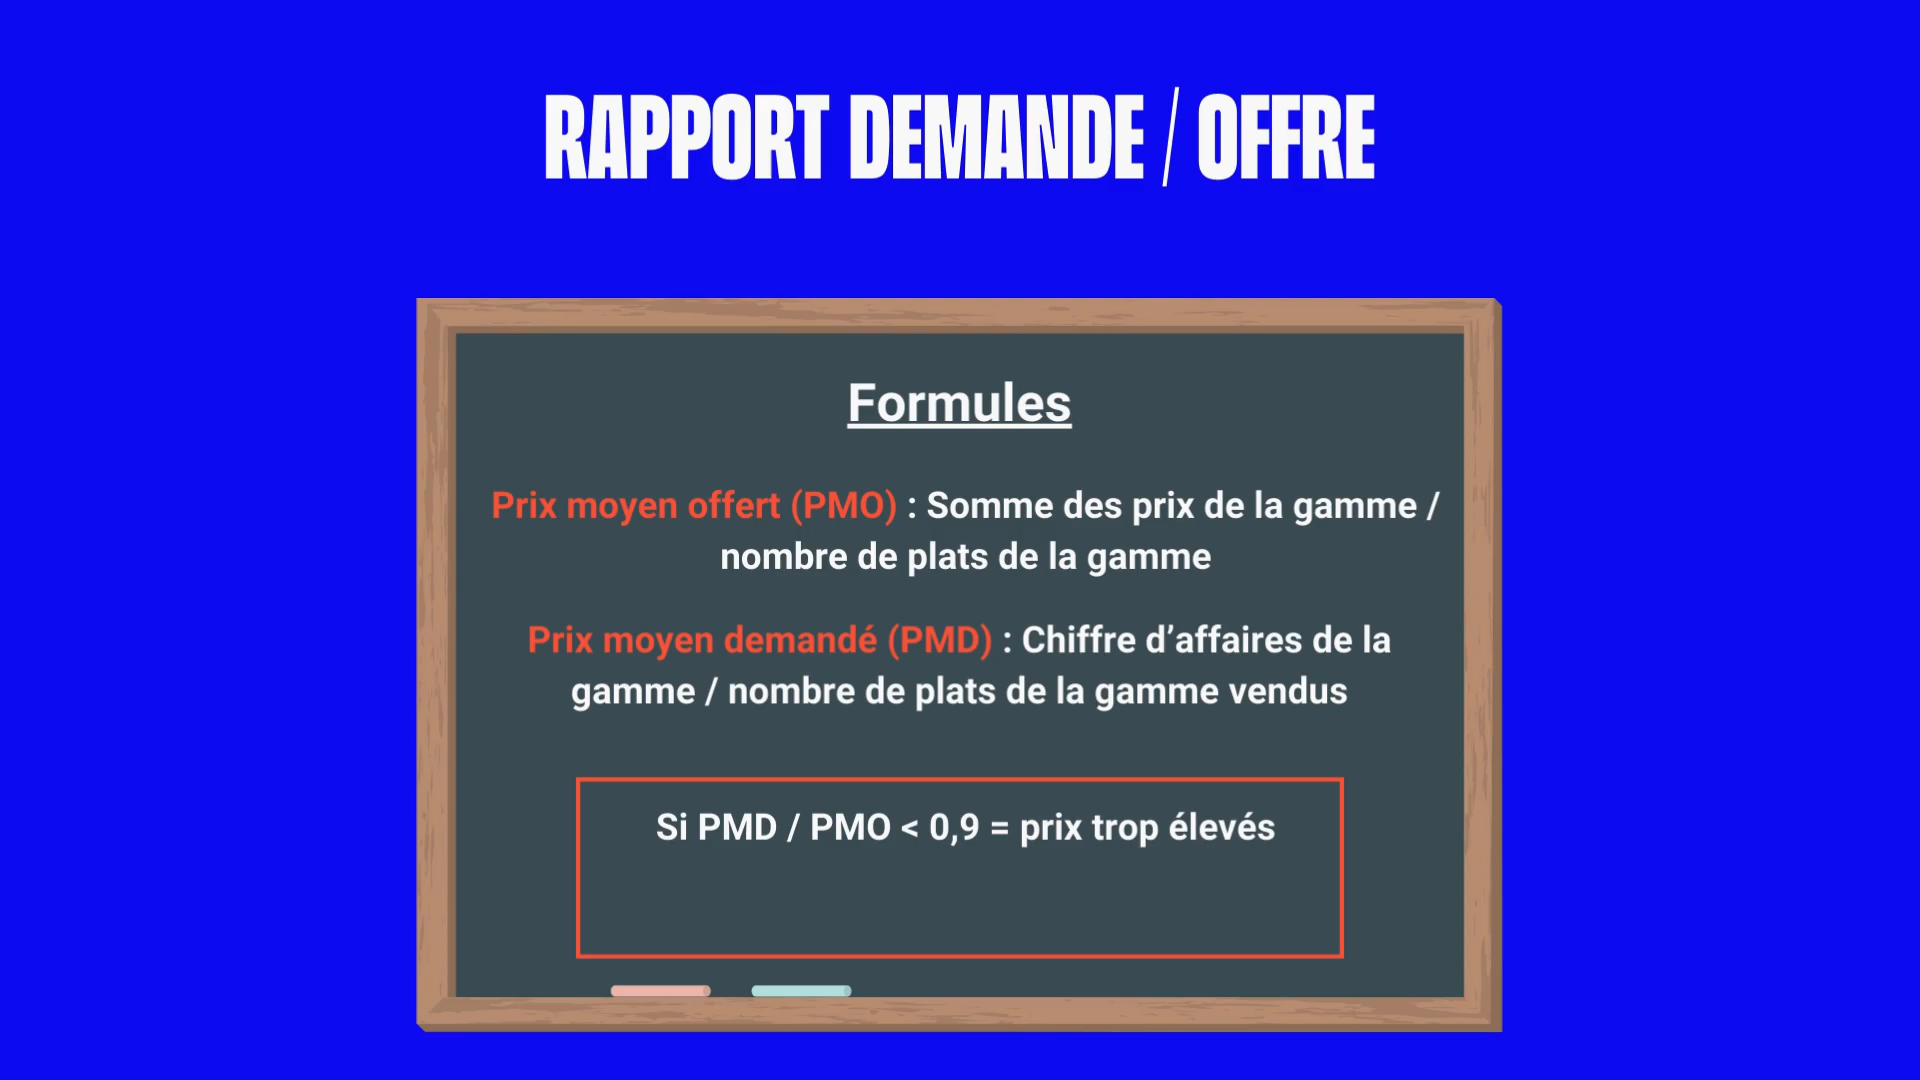 RAPPORT DEMANDE / OFFRE
Formules
Prix moyen offert (PMO) : Somme des prix de la gamme /
nombre de plats de la gamme
Prix moyen demandé (PMD) : Chiffre d’affaires de la
gamme / nombre de plats de la gamme vendus
Si PMD / PMO < 0,9 = prix trop élevés